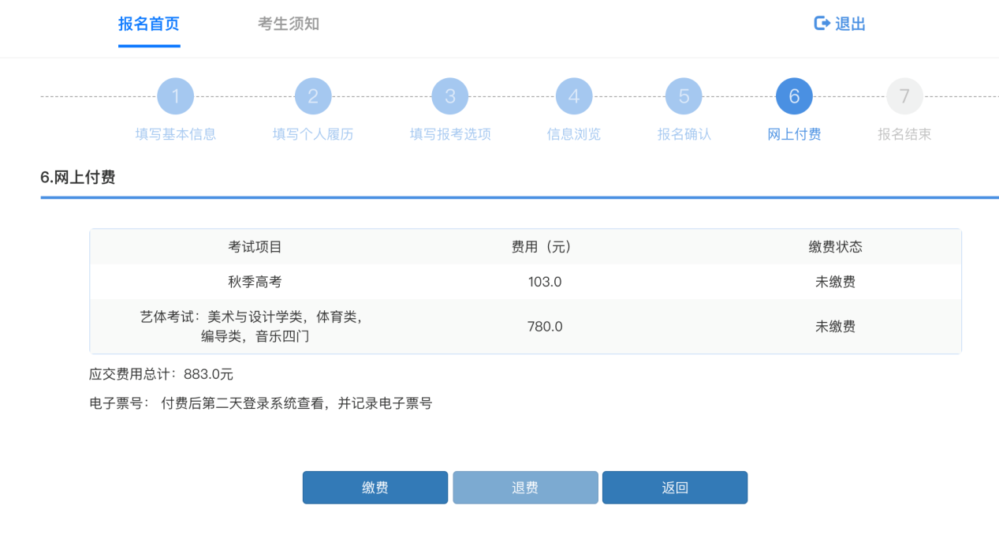 报名首页
考生须知
退出
1
2
3
4
5
6
7
填写基本信息
填写个人履历
填写报考选项
信息浏览
报名确认
网上付费
报名结束
6.网上付费
考试项目
费用（元）
缴费状态
秋季高考
103.0
未缴费
艺体考试：美术与设计学类，体育类，
编导类，音乐四门
780.0
未缴费
应交费用总计：883.0元
电子票号： 付费后第二天登录系统查看，并记录电子票号
缴费
退费
返回